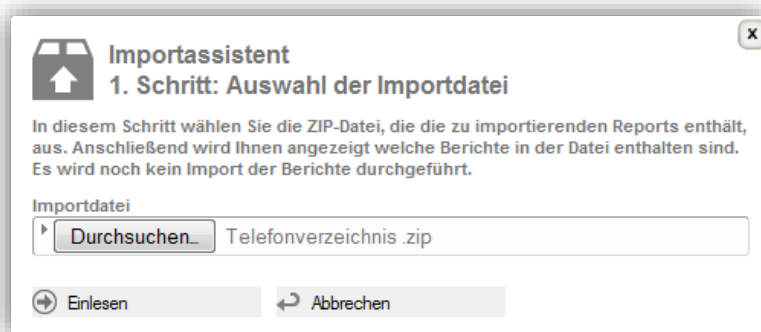 x
Importassistent
1. Schritt: Auswahl der Importdatei
In diesem Schritt wählen Sie die ZIP-Datei, die die zu importierenden Reports enthält,
aus. Anschließend wird Ihnen angezeigt welche Berichte in der Datei enthalten sind.
Es wird noch kein Import der Berichte durchgeführt.
Importdatei
Durchsuchen... Telefonverzeichnis .zip
Einlesen Abbrechen